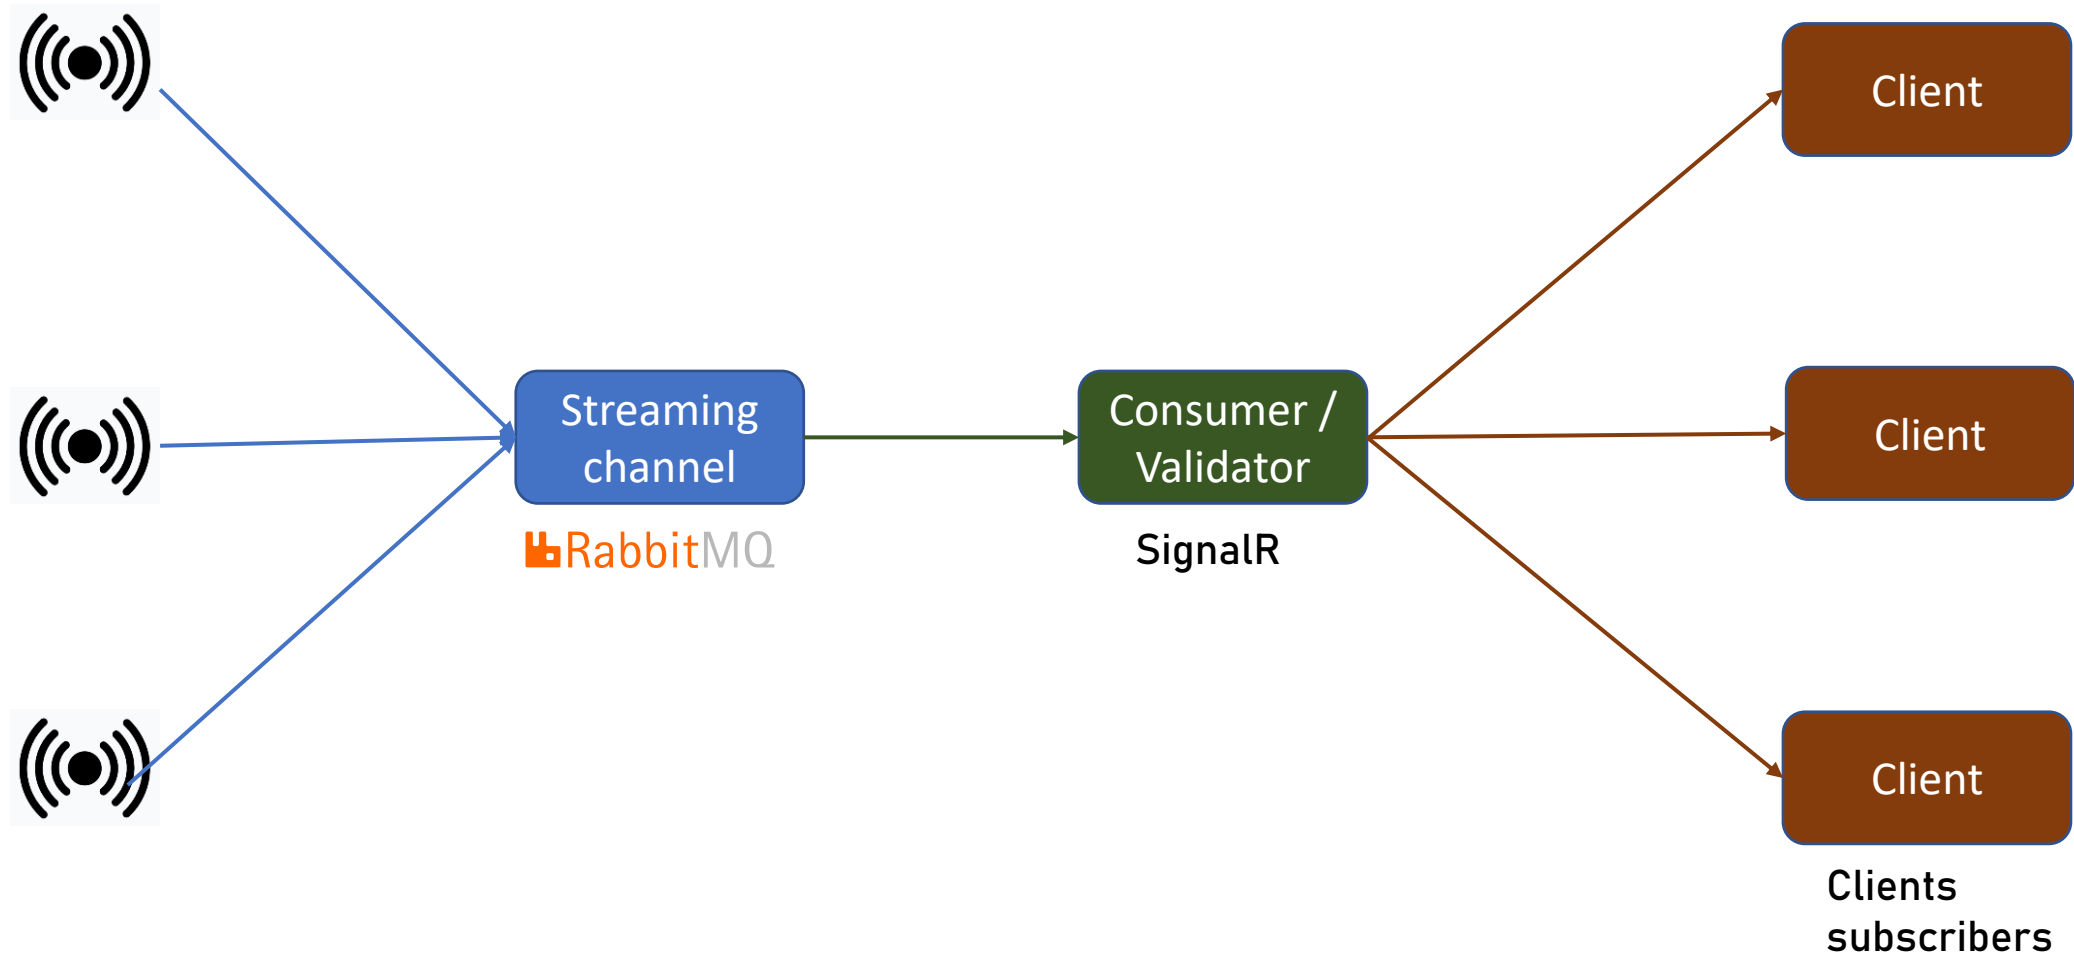 Client
Streaming
channel
RabbitMQ
Consumer /
Validator
SignalR
Client
Client
Clients
subscribers